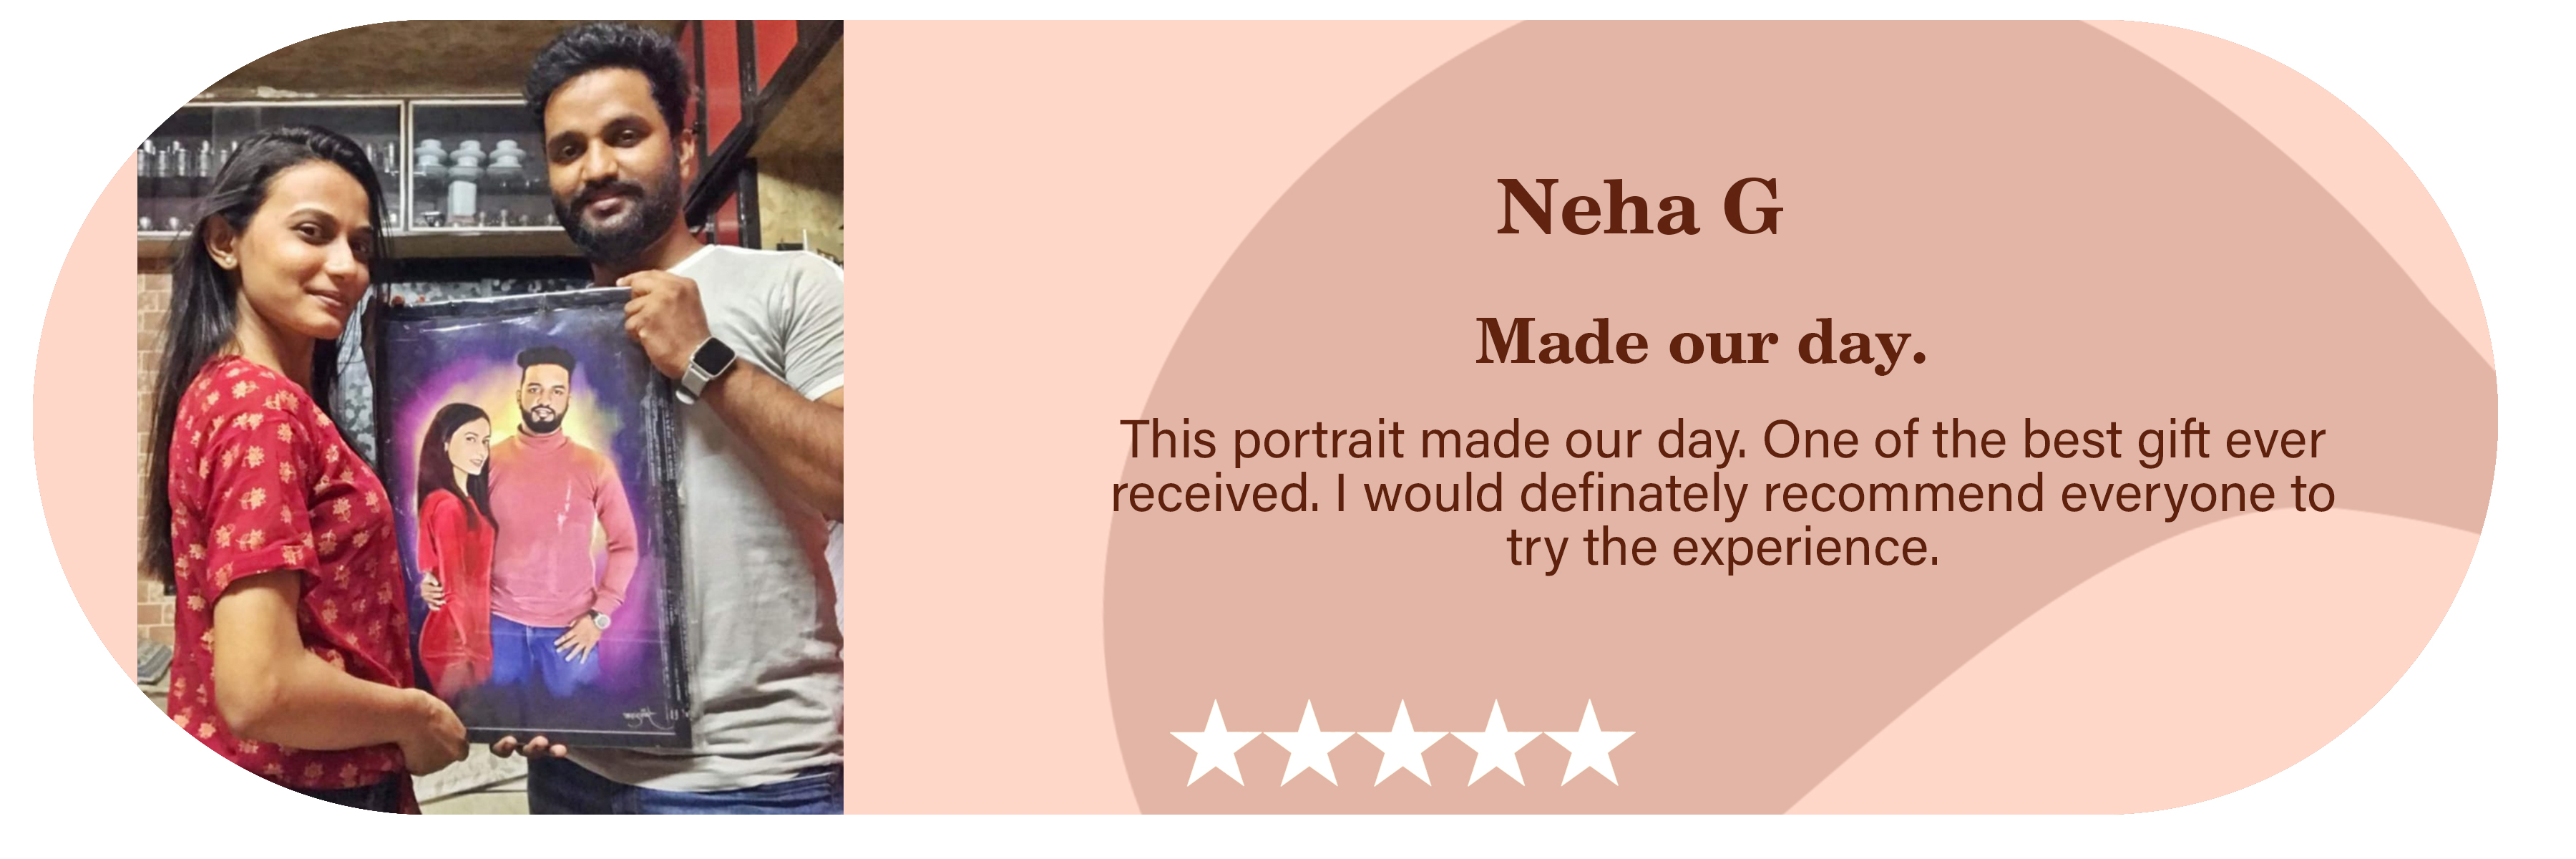 Neha G
Made our day.
This portrait made our day. One of the best gift ever
received. I would definately recommend everyone to
try the experience.